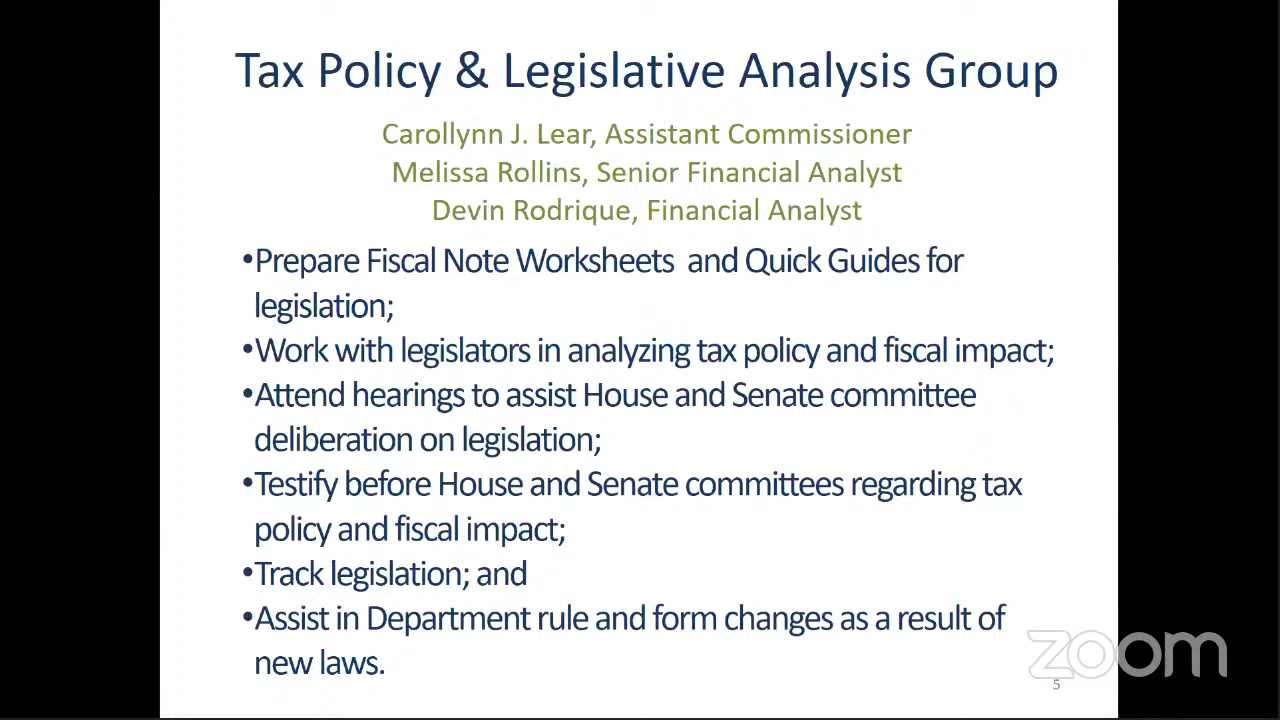 Tax Policy & Legislative Analysis Group
Carollynn J. Lear, Assistant Commissioner
Melissa Rollins, Senior Financial Analyst
Devin Rodrique, Financial Analyst
•Prepare Fiscal Note Worksheets  and Quick Guides for
legislation;
•Work with legislators in analyzing tax policy and fiscal impact;
•Attend hearings to assist House and Senate committee
deliberation on legislation;
•Testify before House and Senate committees regarding tax
policy and fiscal impact;
•Track legislation; and
•Assist in Department rule and form changes as a result of
new laws.
zoom
5